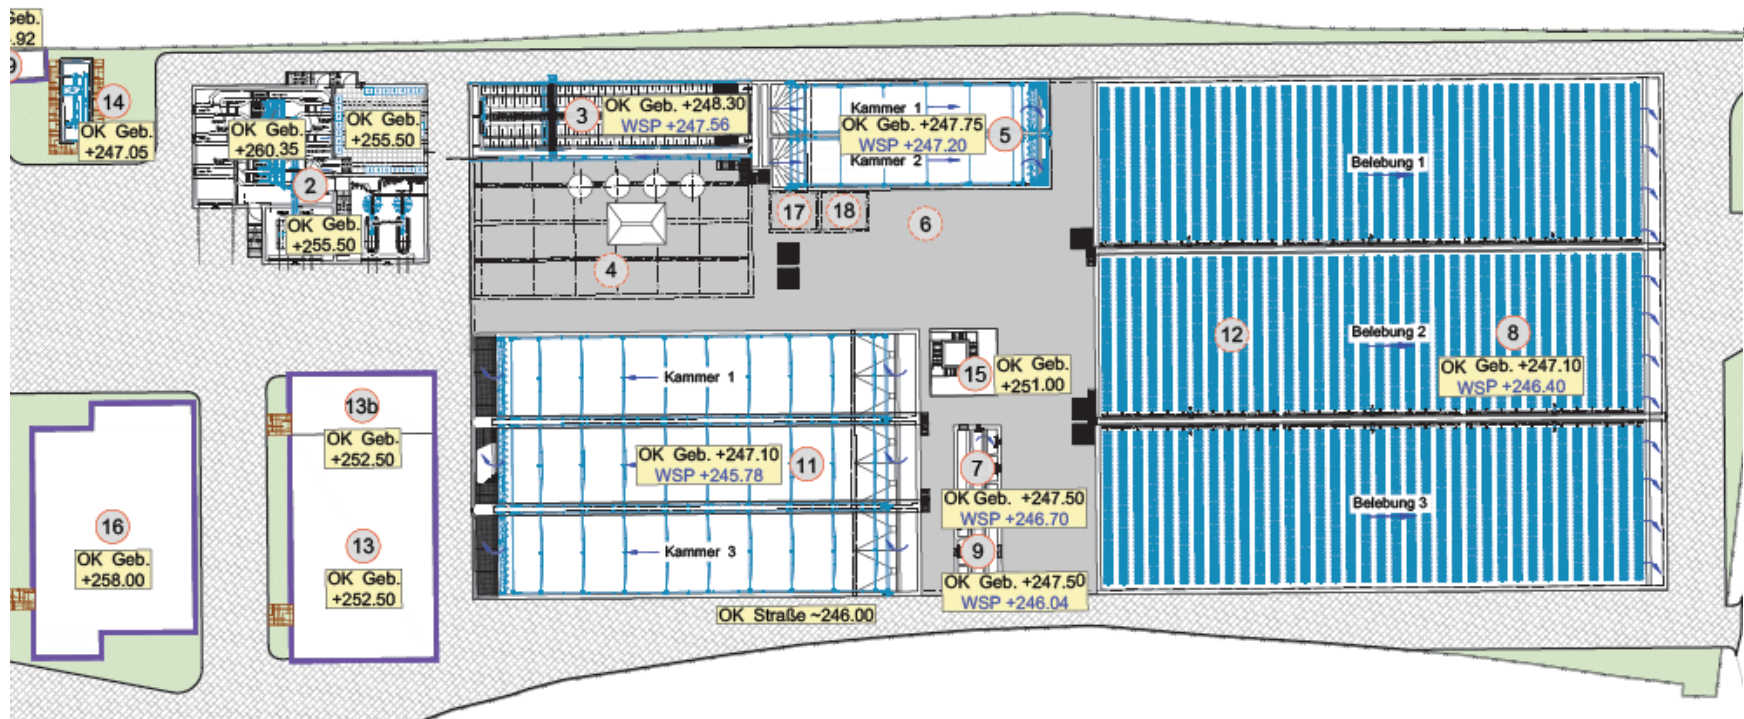 Geb.
.92
9
14
OK Geb.
+247.05
OK Geb.
+260.35
OK Geb.
+255.50
2
OK Geb.
+255.50
3
OK Geb. +248.30
WSP +247.56
4
Kammer 1
OK Geb. +247.75
WSP +247.20
5
Kammer 2
17
18
6
Belebung 1
12
Belebung 2
8
OK Geb. +247.10
WSP +246.40
Belebung 3
15
OK Geb.
+251.00
Kammer 1
OK Geb. +247.10
WSP +245.78
11
Kammer 3
7
OK Geb. +247.50
WSP +246.70
9
OK Geb. +247.50
WSP +246.04
OK Straße ~246.00
13b
OK Geb.
+252.50
13
OK Geb.
+252.50
16
OK Geb.
+258.00